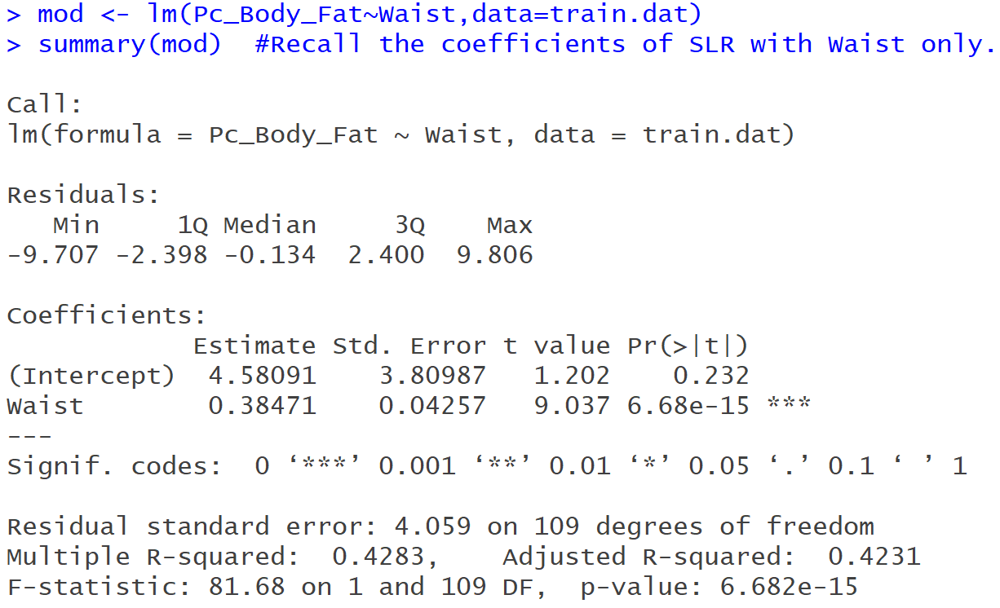 > mod <- lm(Pc_Body_Fat~Waist,data=train.dat)
> summary(mod)  #Recall the coefficients of SLR with Waist only.

Call:
lm(formula = Pc_Body_Fat ~ Waist, data = train.dat)

Residuals:
   Min     1Q Median     3Q    Max
-9.707 -2.398 -0.134  2.400  9.806

Coefficients:
            Estimate Std. Error t value Pr(>|t|)
(Intercept)  4.58091    3.80987   1.202    0.232
Waist        0.38471    0.04257   9.037 6.68e-15 ***
---
Signif. codes:  0 ‘***’ 0.001 ‘**’ 0.01 ‘*’ 0.05 ‘.’ 0.1 ‘ ’ 1

Residual standard error: 4.059 on 109 degrees of freedom
Multiple R-squared:  0.4283,    Adjusted R-squared:  0.4231
F-statistic: 81.68 on 1 and 109 DF,  p-value: 6.682e-15